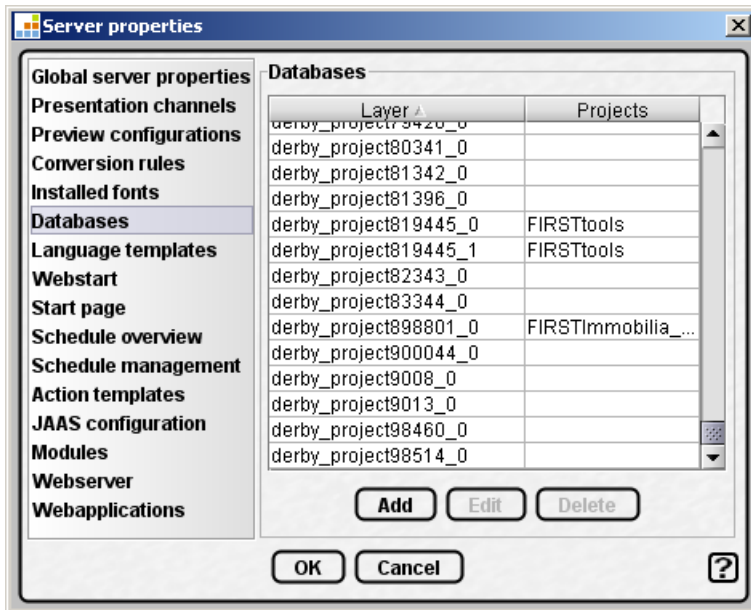 Server properties
Global server properties
Presentation channels
Preview configurations
Conversion rules
Installed fonts
Databases
Language templates
Webstart
Start page
Schedule overview
Schedule management
Action templates
JAAS configuration
Modules
Webserver
Webapplications
Databases
Layer Projects
derby_project79426_0
derby_project80341_0
derby_project81342_0
derby_project81396_0
derby_project819445_0 FIRSTtools
derby_project819445_1 FIRSTtools
derby_project82343_0
derby_project83344_0
derby_project898801_0 FIRSTImmobilia_...
derby_project900044_0
derby_project9008_0
derby_project9013_0
derby_project98460_0
derby_project98514_0
Add Edit Delete
OK Cancel ?